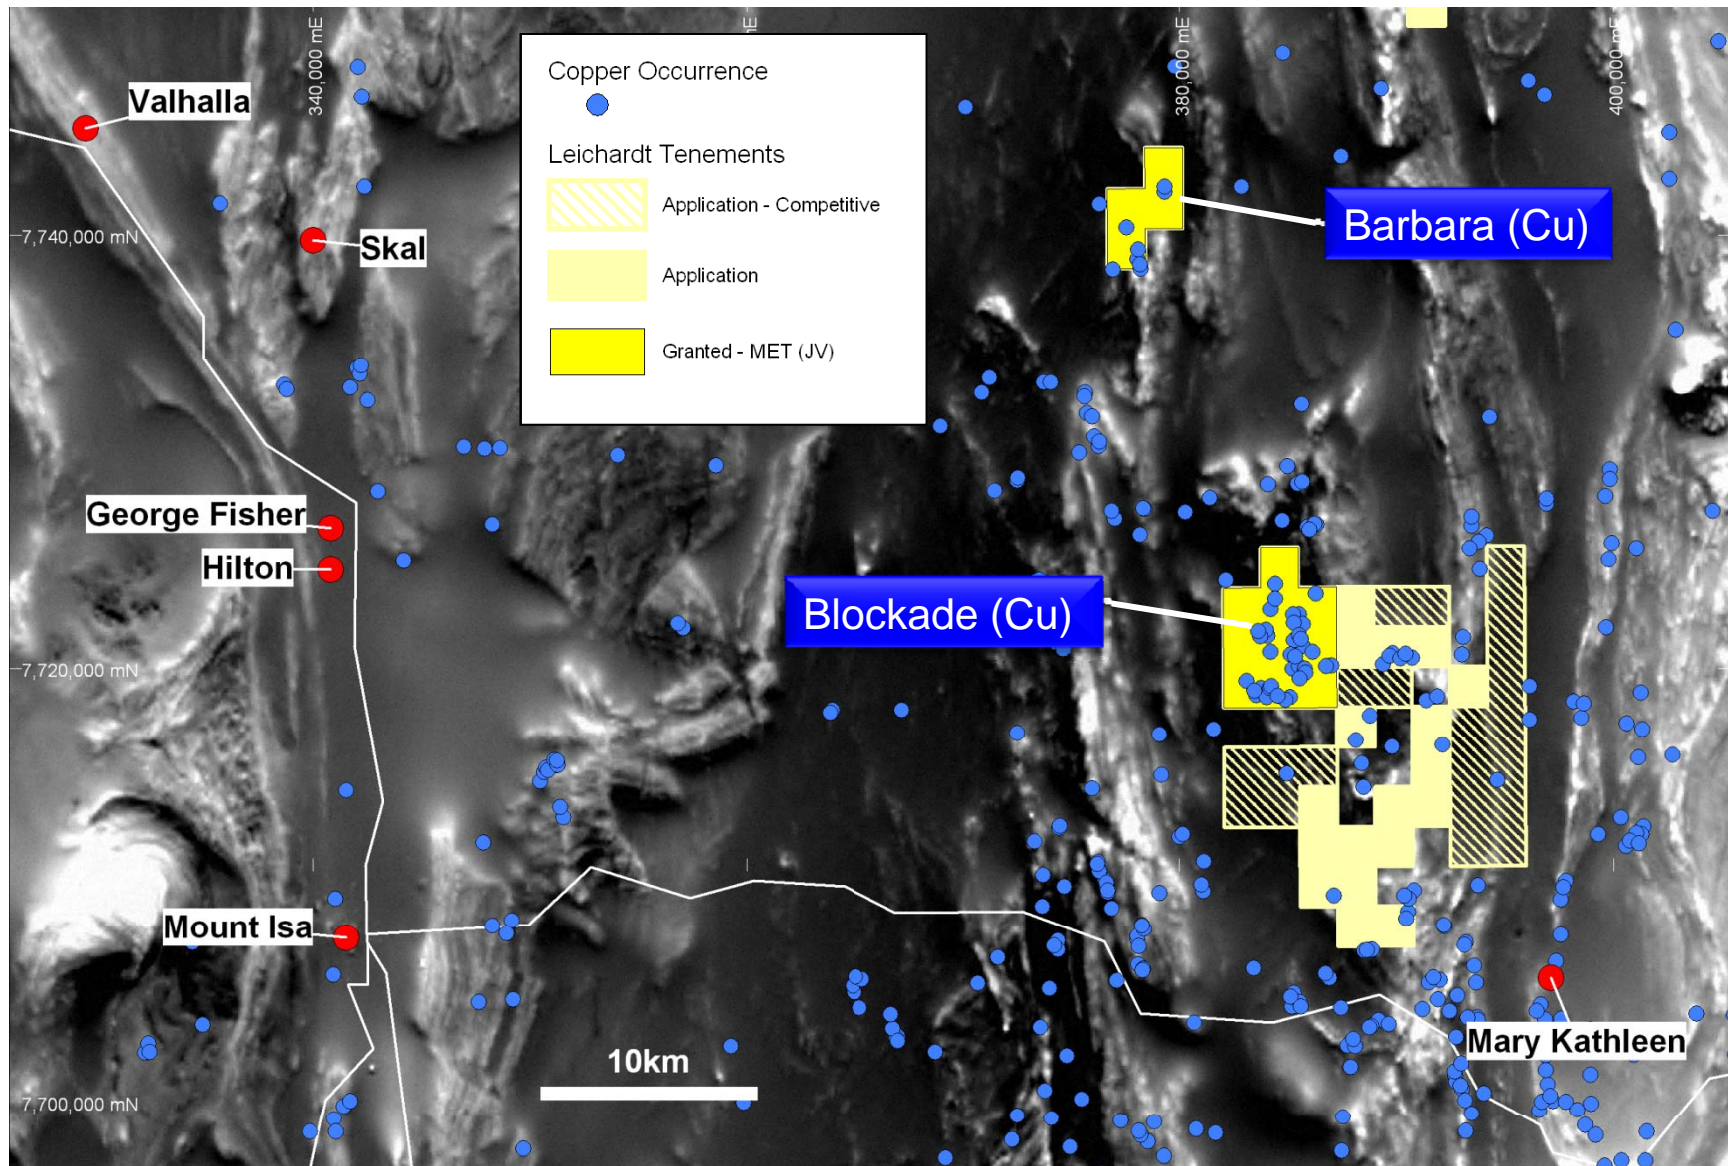 340,000 mE
mE
380,000 mE
400,000 mE
Copper Occurrence
Leichardt Tenements
Application - Competitive
Application
Granted - MET (JV)
Valhalla
Barbara (Cu)
7,740,000 mN
Skal
George Fisher
Hilton
Blockade (Cu)
7,720,000 mN
Mount Isa
Mary Kathleen
10km
7,700,000 mN